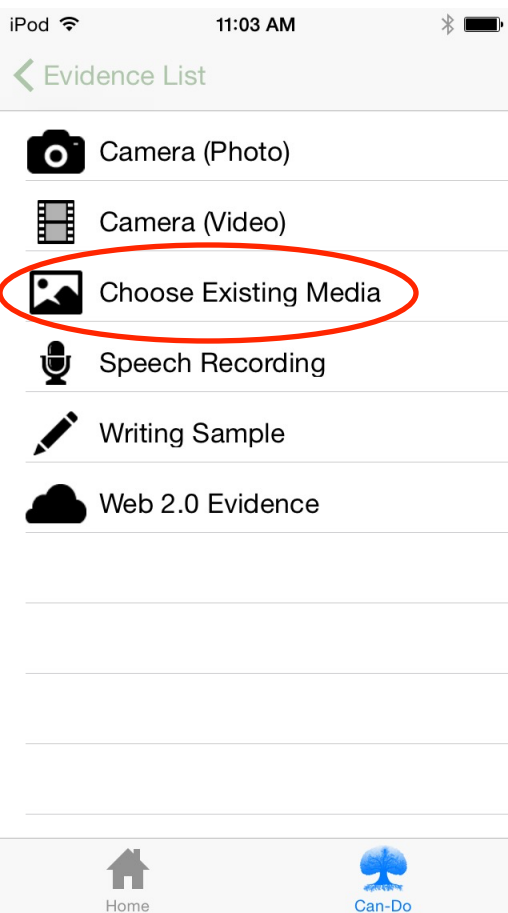 iPod 11:03 AM
Evidence List
Camera (Photo)
Camera (Video)
Choose Existing Media
Speech Recording
Writing Sample
Web 2.0 Evidence
Home Can-Do